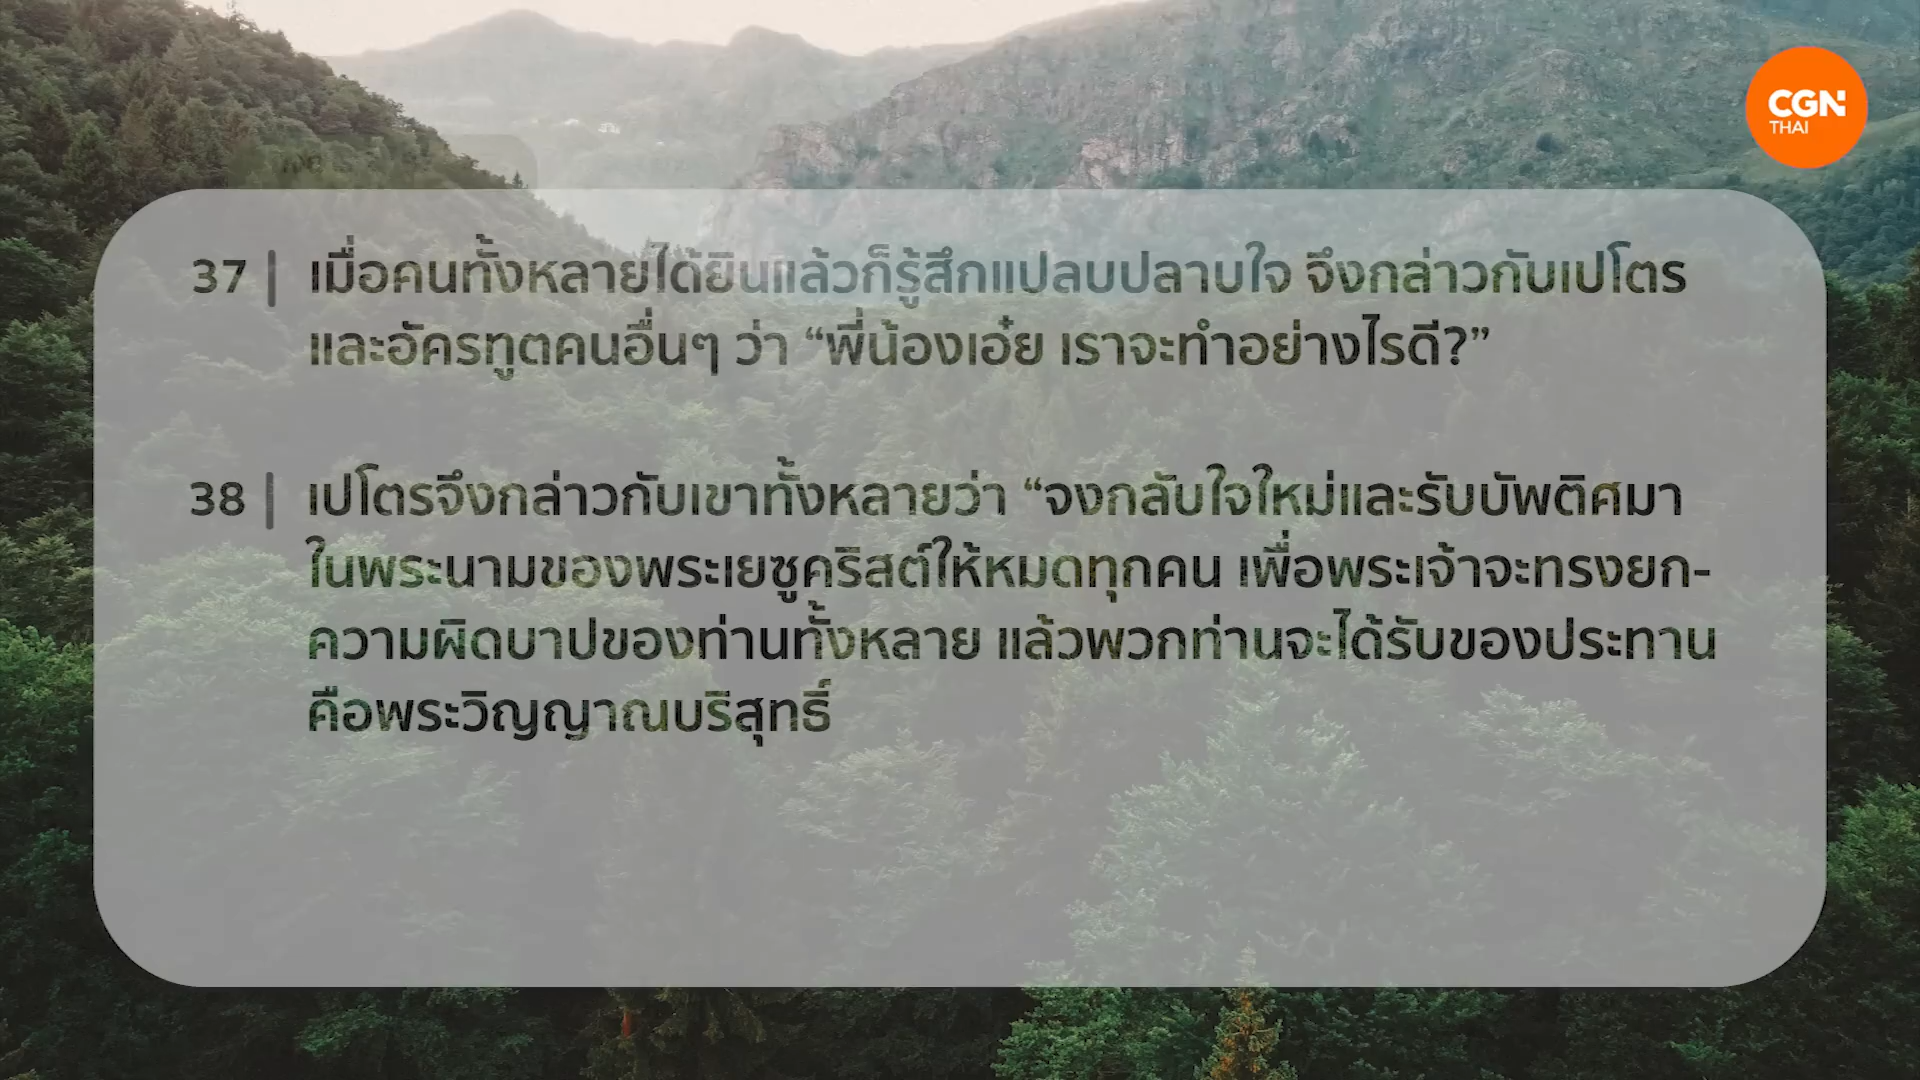 CGN
THAI
37 | เมื่อคนทั้งหลายได้ยินแล้วก็รู้สึกแปลบปลาบใจ จึงกล่าวกับเปโตร
และอัครทูตคนอื่นๆ ว่า “พี่น้องเอ๋ย เราจะทำอย่างไรดี?”
38 | เปโตรจึงกล่าวกับเขาทั้งหลายว่า “จงกลับใจใหม่และรับบัพติศมา
ในพระนามของพระเยซูคริสต์ให้หมดทุกคน เพื่อพระเจ้าจะทรงยก-
ความผิดบาปของท่านทั้งหลาย แล้วพวกท่านจะได้รับของประทาน
คือพระวิญญาณบริสุทธิ์